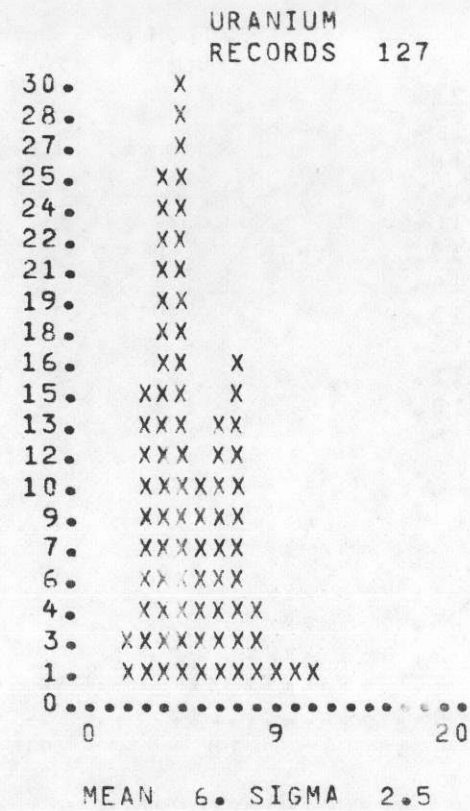 URANIUM
RECORDS 127
30. X
28. X
27. X
25. XX
24. XX
22. XX
21. XX
19. XX
18. XX
16. XX X
15. XXX X
13. XXX XX
12. XXX XX
10. XXXXXX
9. XXXXXX
7. XXXXXX
6. XXXXXX
4. XXXXXXX
3. XXXXXXXX
1. XXXXXXXXXXX
0.....................
0 9 20
MEAN 6. SIGMA 2.5